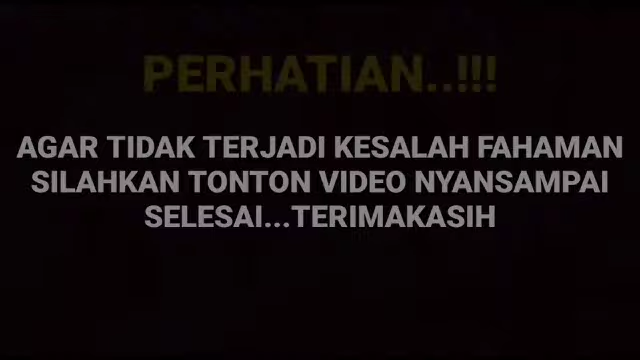 PERHATIAN..!!!
AGAR TIDAK TERJADI KESALAH FAHAMAN
SILAHKAN TONTON VIDEO NYANSAMPAI
SELESAI...TERIMAKASIH